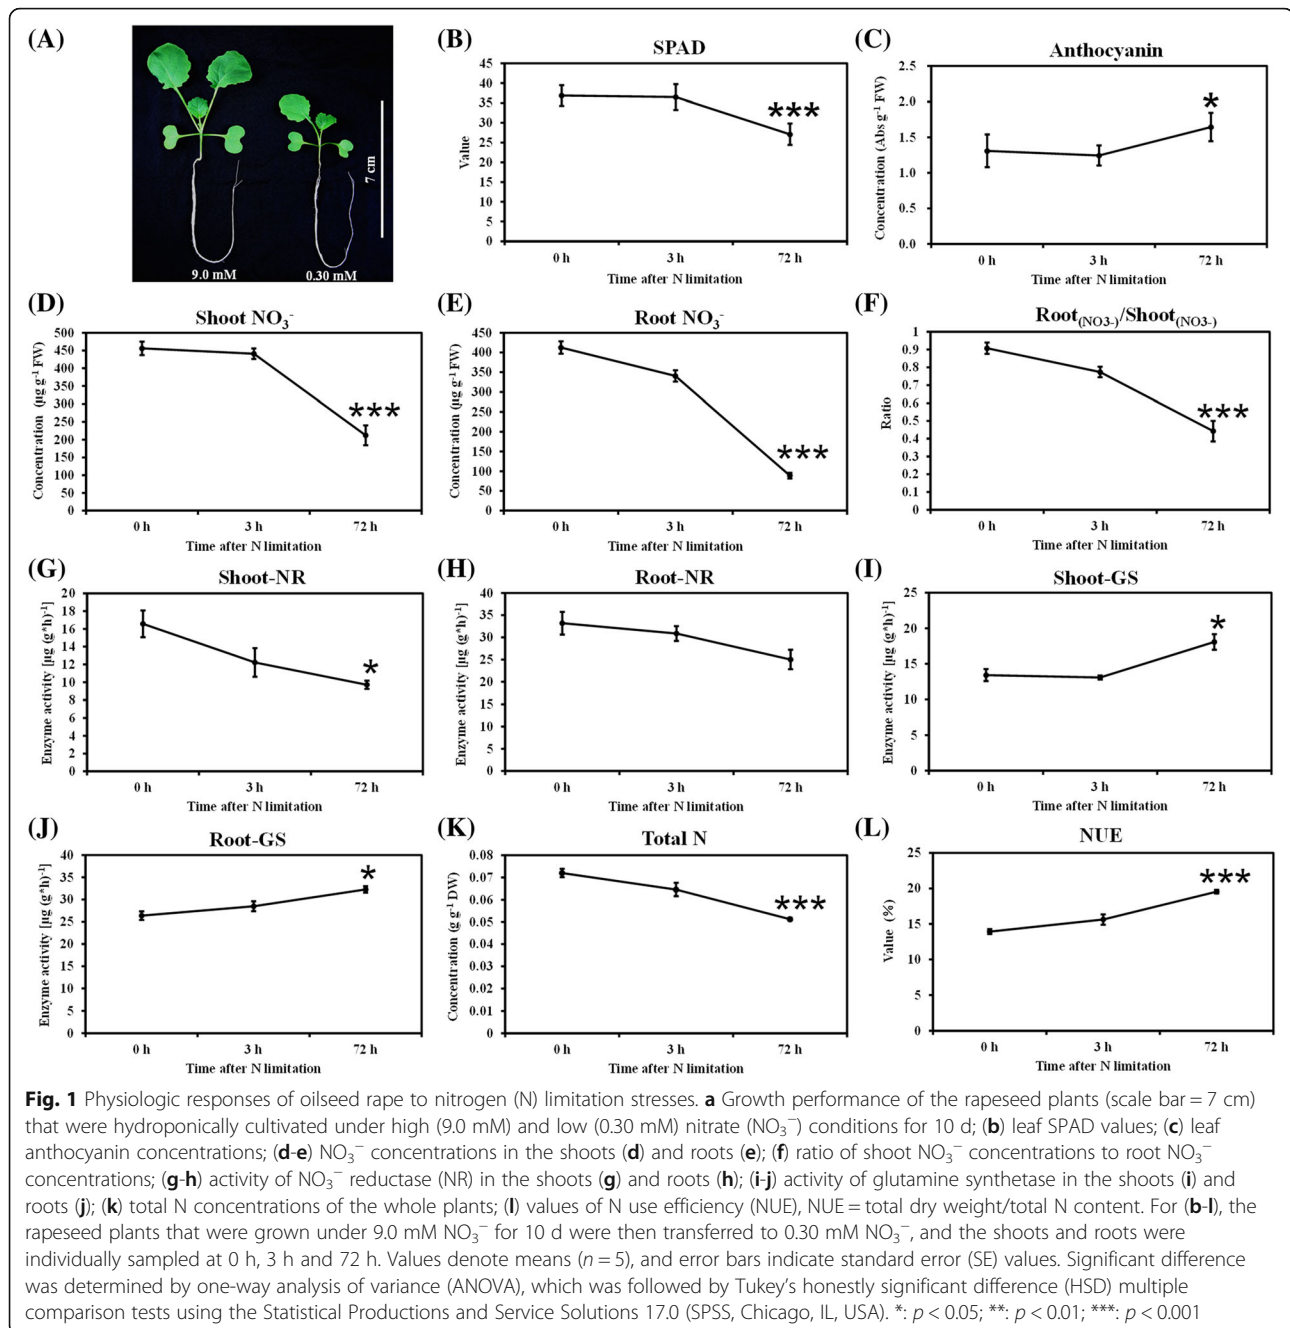 (A)
7 cm
9.0 mM
0.30 mM
(B)
SPAD
Value
45
40
35
30
25
20
15
10
5
0
***
0 h
3 h
72 h
Time after N limitation
(C)
Anthocyanin
Concentration (Abs g⁻¹ FW)
2.5
2.0
1.5
1.0
0.5
0.0
*
0 h
3 h
72 h
Time after N limitation
(D)
Shoot NO₃⁻
Concentration (µg g⁻¹ FW)
500
450
400
350
300
250
200
150
100
50
0
***
0 h
3 h
72 h
Time after N limitation
(E)
Root NO₃⁻
Concentration (µg g⁻¹ FW)
450
400
350
300
250
200
150
100
50
0
***
0 h
3 h
72 h
Time after N limitation
(F)
Root(NO3-)/Shoot(NO3-)
Ratio
1
0.9
0.8
0.7
0.6
0.5
0.4
0.3
0.2
0.1
0
***
0 h
3 h
72 h
Time after N limitation
(G)
Shoot-NR
Enzyme activity [µg (g*h)⁻¹]
20
18
16
14
12
10
8
6
4
2
0
*
0 h
3 h
72 h
Time after N limitation
(H)
Root-NR
Enzyme activity [µg (g*h)⁻¹]
40
35
30
25
20
15
10
5
0
0 h
3 h
72 h
Time after N limitation
(I)
Shoot-GS
Enzyme activity [µg (g*h)⁻¹]
25
20
15
10
5
0
*
0 h
3 h
72 h
Time after N limitation
(J)
Root-GS
Enzyme activity [µg (g*h)⁻¹]
40
35
30
25
20
15
10
5
0
*
0 h
3 h
72 h
Time after N limitation
(K)
Total N
Concentration (g g⁻¹ DW)
0.08
0.07
0.06
0.05
0.04
0.03
0.02
0.01
0
***
0 h
3 h
72 h
Time after N limitation
(L)
NUE
Value (%)
25
20
15
10
5
0
***
0 h
3 h
72 h
Time after N limitation
Fig. 1 Physiologic responses of oilseed rape to nitrogen (N) limitation stresses. a Growth performance of the rapeseed plants (scale bar = 7 cm)
that were hydroponically cultivated under high (9.0 mM) and low (0.30 mM) nitrate (NO₃⁻) conditions for 10 d; (b) leaf SPAD values; (c) leaf
anthocyanin concentrations; (d-e) NO₃⁻ concentrations in the shoots (d) and roots (e); (f) ratio of shoot NO₃⁻ concentrations to root NO₃⁻
concentrations; (g-h) activity of NO₃⁻ reductase (NR) in the shoots (g) and roots (h); (i-j) activity of glutamine synthetase in the shoots (i) and
roots (j); (k) total N concentrations of the whole plants; (l) values of N use efficiency (NUE), NUE = total dry weight/total N content. For (b-l), the
rapeseed plants that were grown under 9.0 mM NO₃⁻ for 10 d were then transferred to 0.30 mM NO₃⁻, and the shoots and roots were
individually sampled at 0 h, 3 h and 72 h. Values denote means (n = 5), and error bars indicate standard error (SE) values. Significant difference
was determined by one-way analysis of variance (ANOVA), which was followed by Tukey's honestly significant difference (HSD) multiple
comparison tests using the Statistical Productions and Service Solutions 17.0 (SPSS, Chicago, IL, USA). *: p < 0.05; **: p < 0.01; ***: p < 0.001